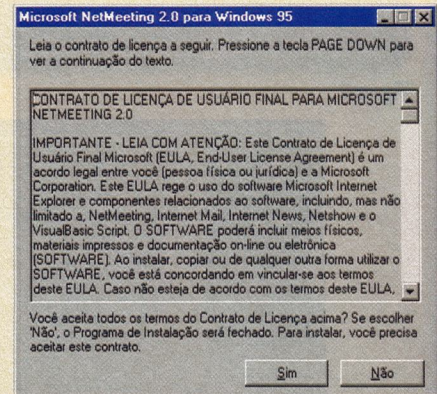 Microsoft NetMeeting 2.0 para Windows 95
Leia o contrato de licença a seguir. Pressione a tecla PAGE DOWN para
ver a continuação do texto.
CONTRATO DE LICENÇA DE USUÁRIO FINAL PARA MICROSOFT
NETMEETING 2.0
IMPORTANTE - LEIA COM ATENÇÃO: Este Contrato de Licença de
Usuário Final Microsoft (EULA, End-User License Agreement) é um
acordo legal entre você (pessoa física ou jurídica) e a Microsoft
Corporation. Este EULA rege o uso do software Microsoft Internet
Explorer e componentes relacionados ao software, incluindo, mas não
limitado a, NetMeeting, Internet Mail, Internet News, Netshow e o
VisualBasic Script. O SOFTWARE poderá incluir meios físicos,
materiais impressos e documentação on-line ou eletrônica
(SOFTWARE). Ao instalar, copiar ou de qualquer outra forma utilizar o
SOFTWARE, você está concordando em vincular-se aos termos
deste EULA. Caso não esteja de acordo com os termos deste EULA,
Você aceita todos os termos do Contrato de Licença acima? Se escolher
'Não', o Programa de Instalação será fechado. Para instalar, você precisa
aceitar este contrato.
Sim
Não